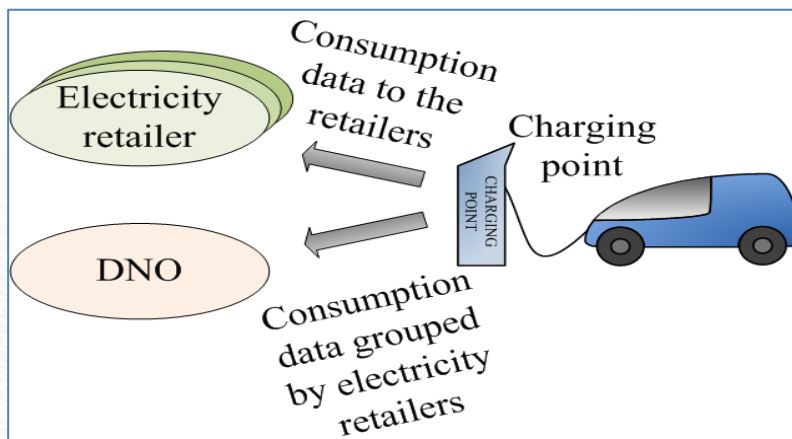 Consumption
data to the
retailers
Electricity
retailer
Charging
point
CHARGING
POINT
DNO
Consumption
data grouped
by electricity
retailers